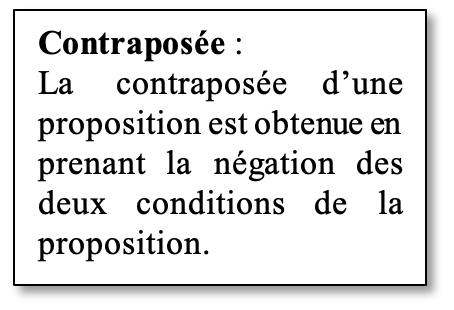 Contraposée :
La contraposée d’une
proposition est obtenue en
prenant la négation des
deux conditions de la
proposition.